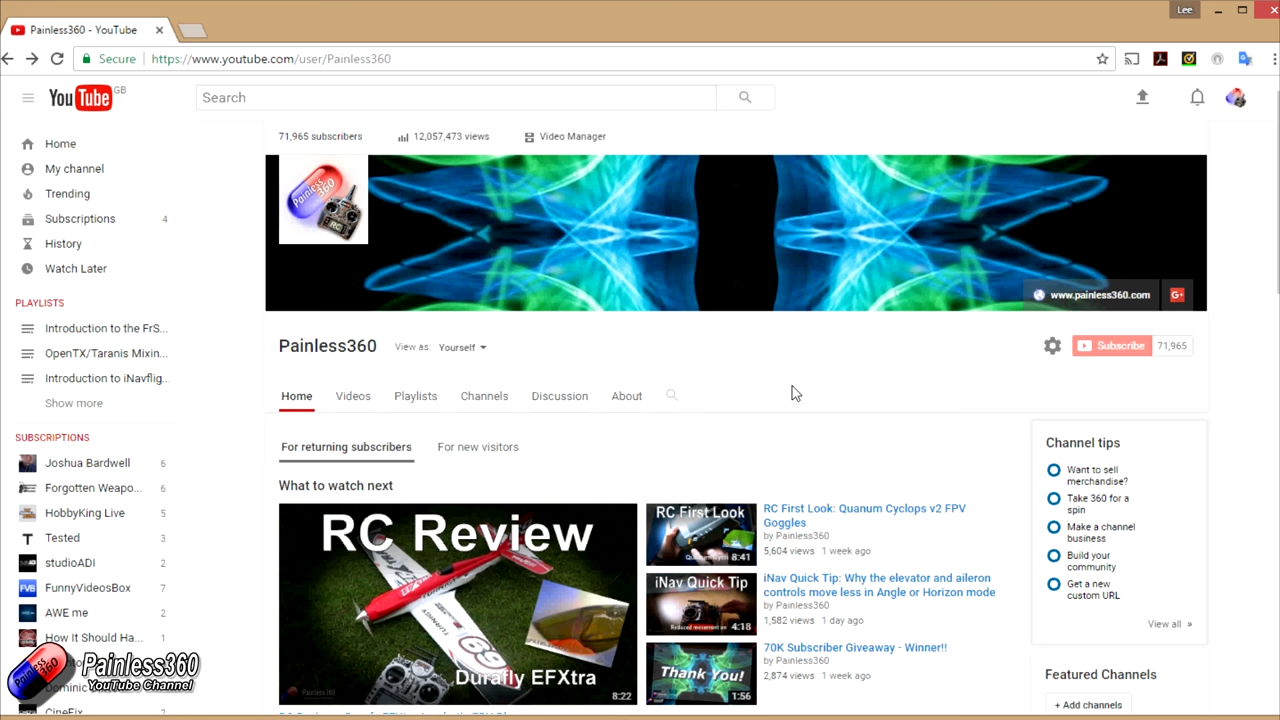 Lee
Painless360 - YouTube
Secure
https://www.youtube.com/user/Painless360
YouTube GB
Search
71,965 subscribers
12,057,473 views
Video Manager
Home
My channel
Trending
Subscriptions 4
History
Watch Later
PLAYLISTS
Introduction to the FrS...
OpenTX/Taranis Mixin...
Introduction to iNavflig...
Show more
SUBSCRIPTIONS
Joshua Bardwell 6
Forgotten Weapo... 6
HobbyKing Live 5
Tested 3
studioADI 2
FunnyVideosBox 7
AWE me 2
How It Should Ha... 1
CineFix
Painless360
YouTube Channel
Painless 360
RC
www.painless360.com
Painless360
View as: Yourself
Subscribe 71,965
Home Videos Playlists Channels Discussion About
For returning subscribers For new visitors
What to watch next
RC Review
69
Durafly EFXtra
8:22
RC First Look
8:41
RC First Look: Quanum Cyclops v2 FPV
Goggles
by Painless360
5,604 views 1 week ago
iNav Quick Tip
4:18
iNav Quick Tip: Why the elevator and aileron
controls move less in Angle or Horizon mode
by Painless360
1,582 views 1 day ago
Thank You!
1:56
70K Subscriber Giveaway - Winner!!
by Painless360
2,874 views 1 week ago
Channel tips
Want to sell
merchandise?
Take 360 for a
spin
Make a channel
business
Build your
community
Get a new
custom URL
View all »
Featured Channels
+ Add channels